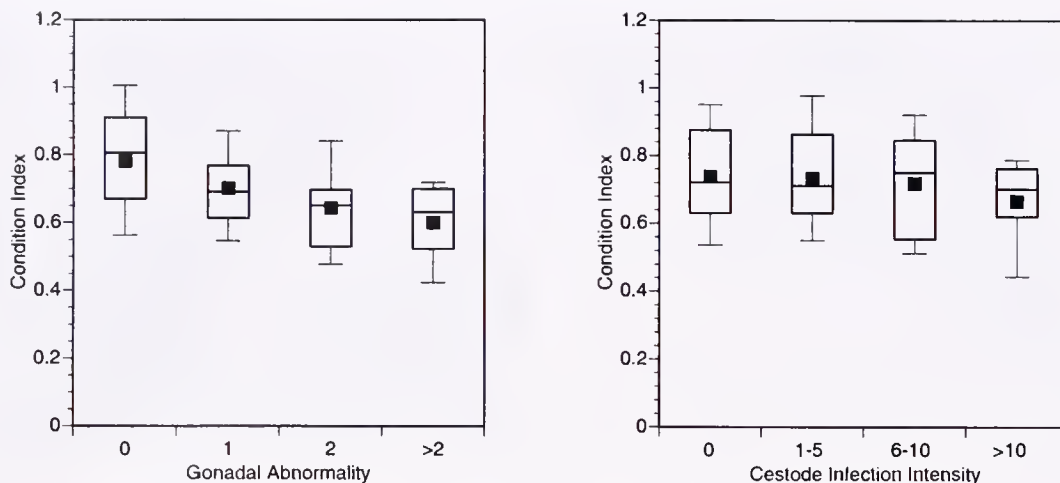 1.2
1
0.8
0.6
0.4
0.2
0
Condition Index
0 1 2 >2
Gonadal Abnormality
1.2
1
0.8
0.6
0.4
0.2
0
Condition Index
0 1-5 6-10 >10
Cestode Infection Intensity